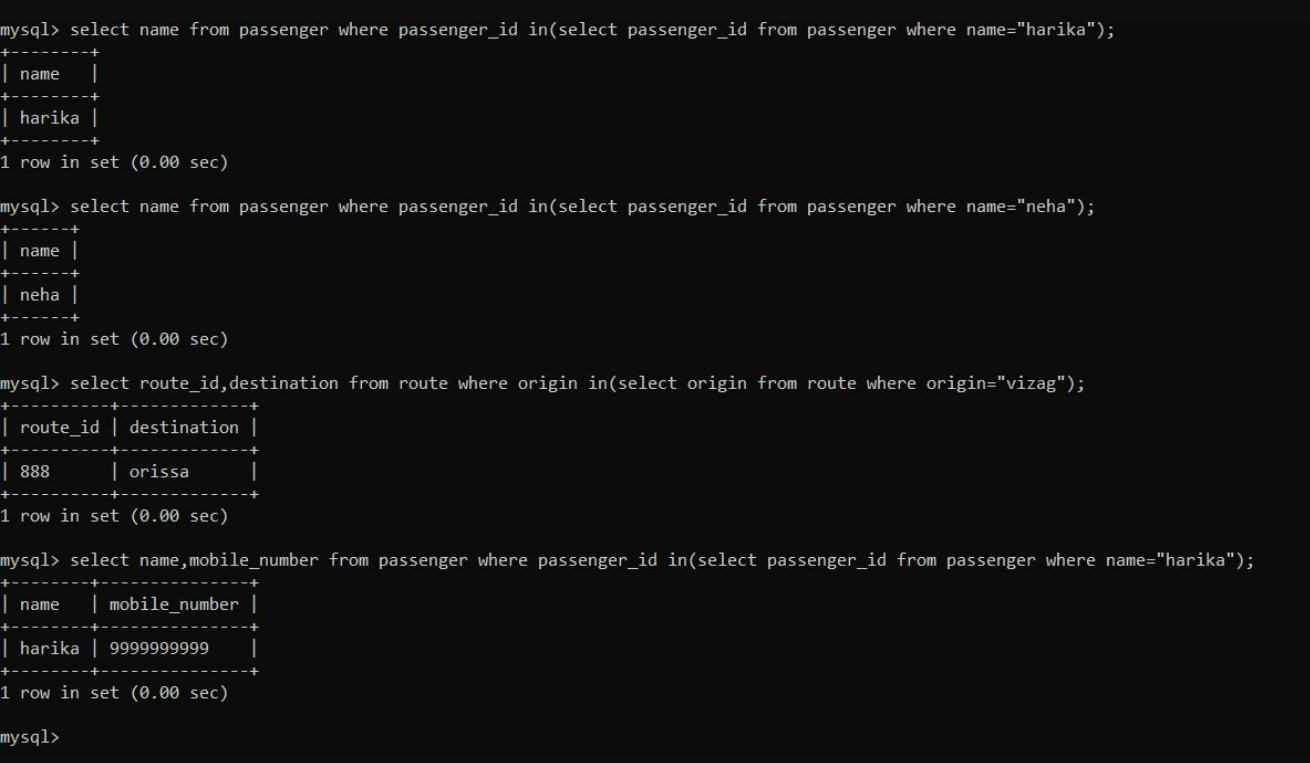 mysql> select name from passenger where passenger_id in(select passenger_id from passenger where name="harika");
+--------+
| name   |
+--------+
| harika |
+--------+
1 row in set (0.00 sec)

mysql> select name from passenger where passenger_id in(select passenger_id from passenger where name="neha");
+------+
| name |
+------+
| neha |
+------+
1 row in set (0.00 sec)

mysql> select route_id,destination from route where origin in(select origin from route where origin="vizag");
+----------+-------------+
| route_id | destination |
+----------+-------------+
| 888      | orissa      |
+----------+-------------+
1 row in set (0.00 sec)

mysql> select name,mobile_number from passenger where passenger_id in(select passenger_id from passenger where name="harika");
+--------+---------------+
| name   | mobile_number |
+--------+---------------+
| harika | 9999999999    |
+--------+---------------+
1 row in set (0.00 sec)

mysql>